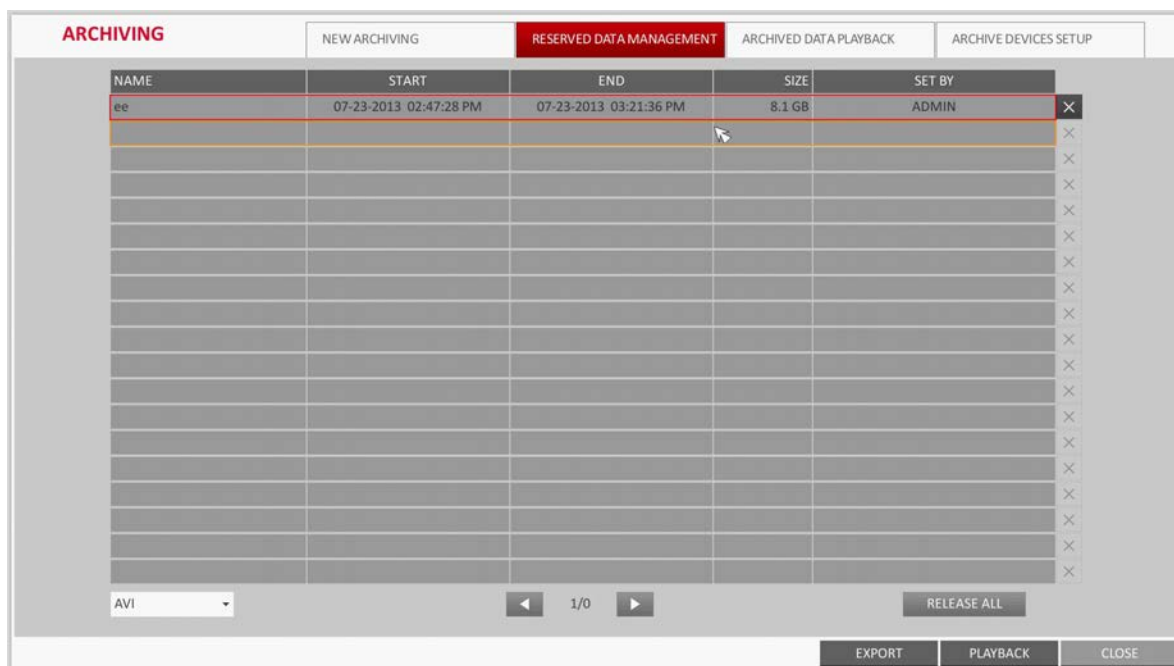 ARCHIVING NEW ARCHIVING RESERVED DATA MANAGEMENT ARCHIVED DATA PLAYBACK ARCHIVE DEVICES SETUP
NAME START END SIZE SET BY
ee 07-23-2013 02:47:28 PM 07-23-2013 03:21:36 PM 8.1 GB ADMIN
AVI 1/0 RELEASE ALL
EXPORT PLAYBACK CLOSE